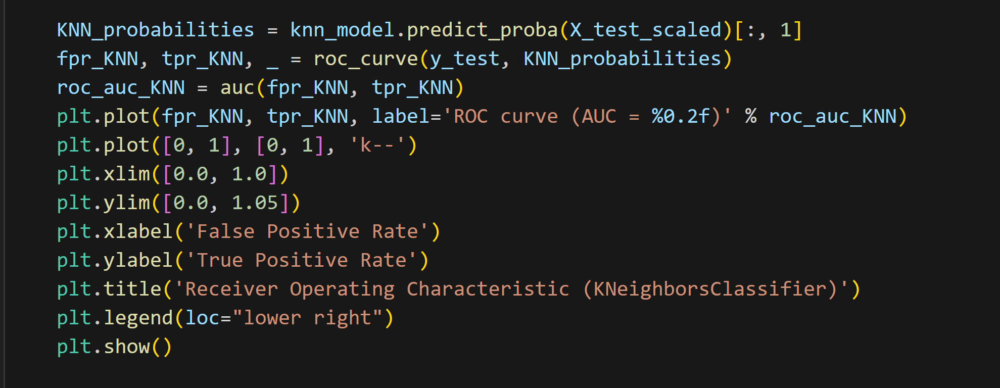 KNN_probabilities = knn_model.predict_proba(X_test_scaled)[:, 1]
fpr_KNN, tpr_KNN, _ = roc_curve(y_test, KNN_probabilities)
roc_auc_KNN = auc(fpr_KNN, tpr_KNN)
plt.plot(fpr_KNN, tpr_KNN, label='ROC curve (AUC = %0.2f)' % roc_auc_KNN)
plt.plot([0, 1], [0, 1], 'k--')
plt.xlim([0.0, 1.0])
plt.ylim([0.0, 1.05])
plt.xlabel('False Positive Rate')
plt.ylabel('True Positive Rate')
plt.title('Receiver Operating Characteristic (KNeighborsClassifier)')
plt.legend(loc="lower right")
plt.show()